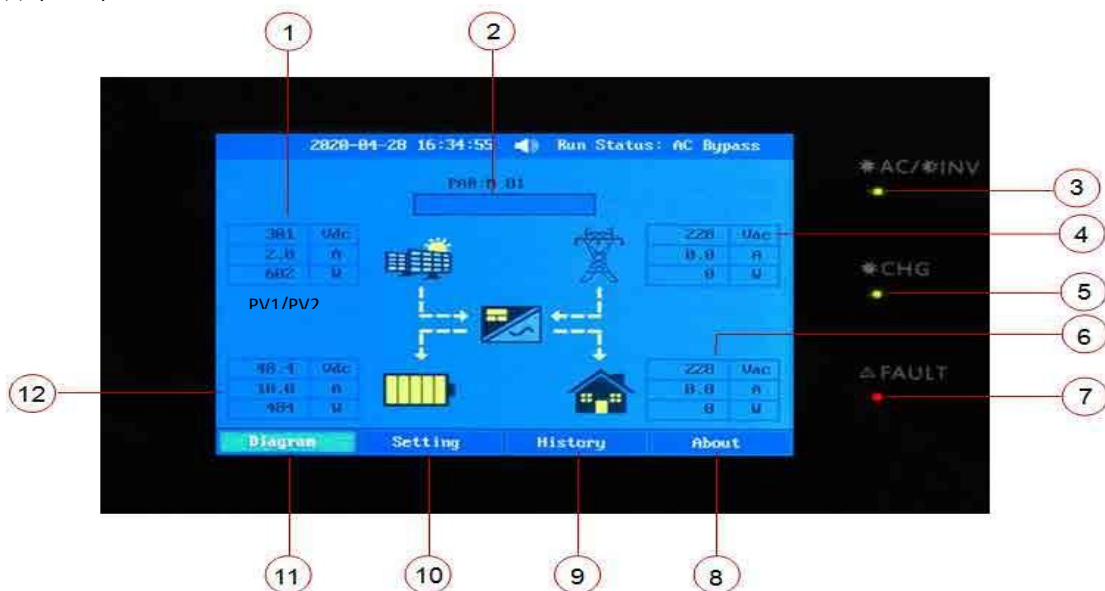 1
2
2020-04-28 16:34:55 Run Status: AC Bypass
AC/INV
3
301 Vdc
2.0 A
602 W
220 Vac
0.0 A
0 W
4
CHG
5
PV1/PV2
6
48.4 Vdc
10.0 A
484 W
220 Vac
0.0 A
0 W
FAULT
7
12
Diagram
Setting
History
About
11
10
9
8